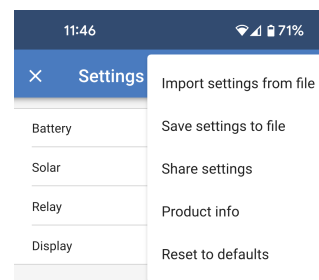 11:46 71%
× Settings
Import settings from file
Save settings to file
Share settings
Product info
Reset to defaults
Battery
Solar
Relay
Display